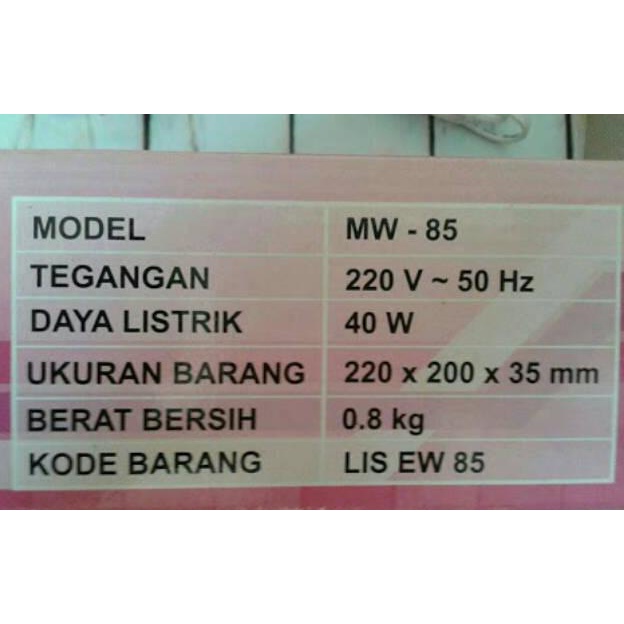 MODEL MW - 85
TEGANGAN 220 V ~ 50 Hz
DAYA LISTRIK 40 W
UKURAN BARANG 220 x 200 x 35 mm
BERAT BERSIH 0.8 kg
KODE BARANG LIS EW 85